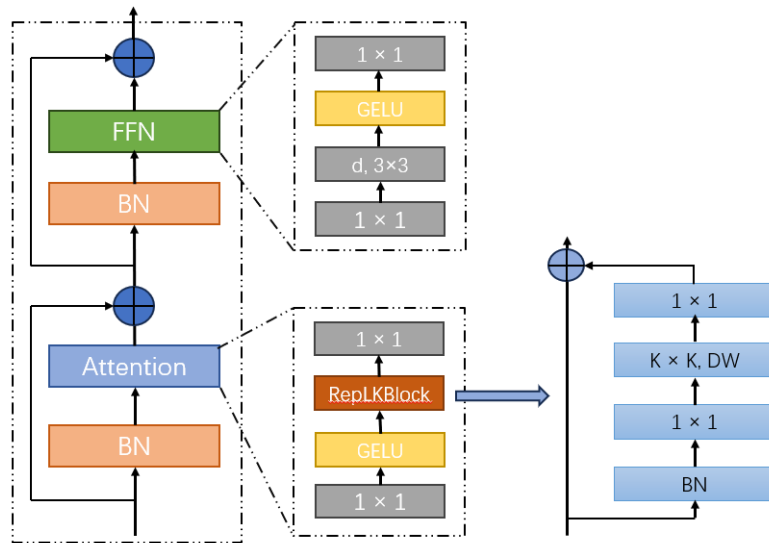 FFN
BN
Attention
BN
1 × 1
GELU
d, 3×3
1 × 1
1 × 1
RepLKBlock
GELU
1 × 1
1 × 1
K × K, DW
1 × 1
BN